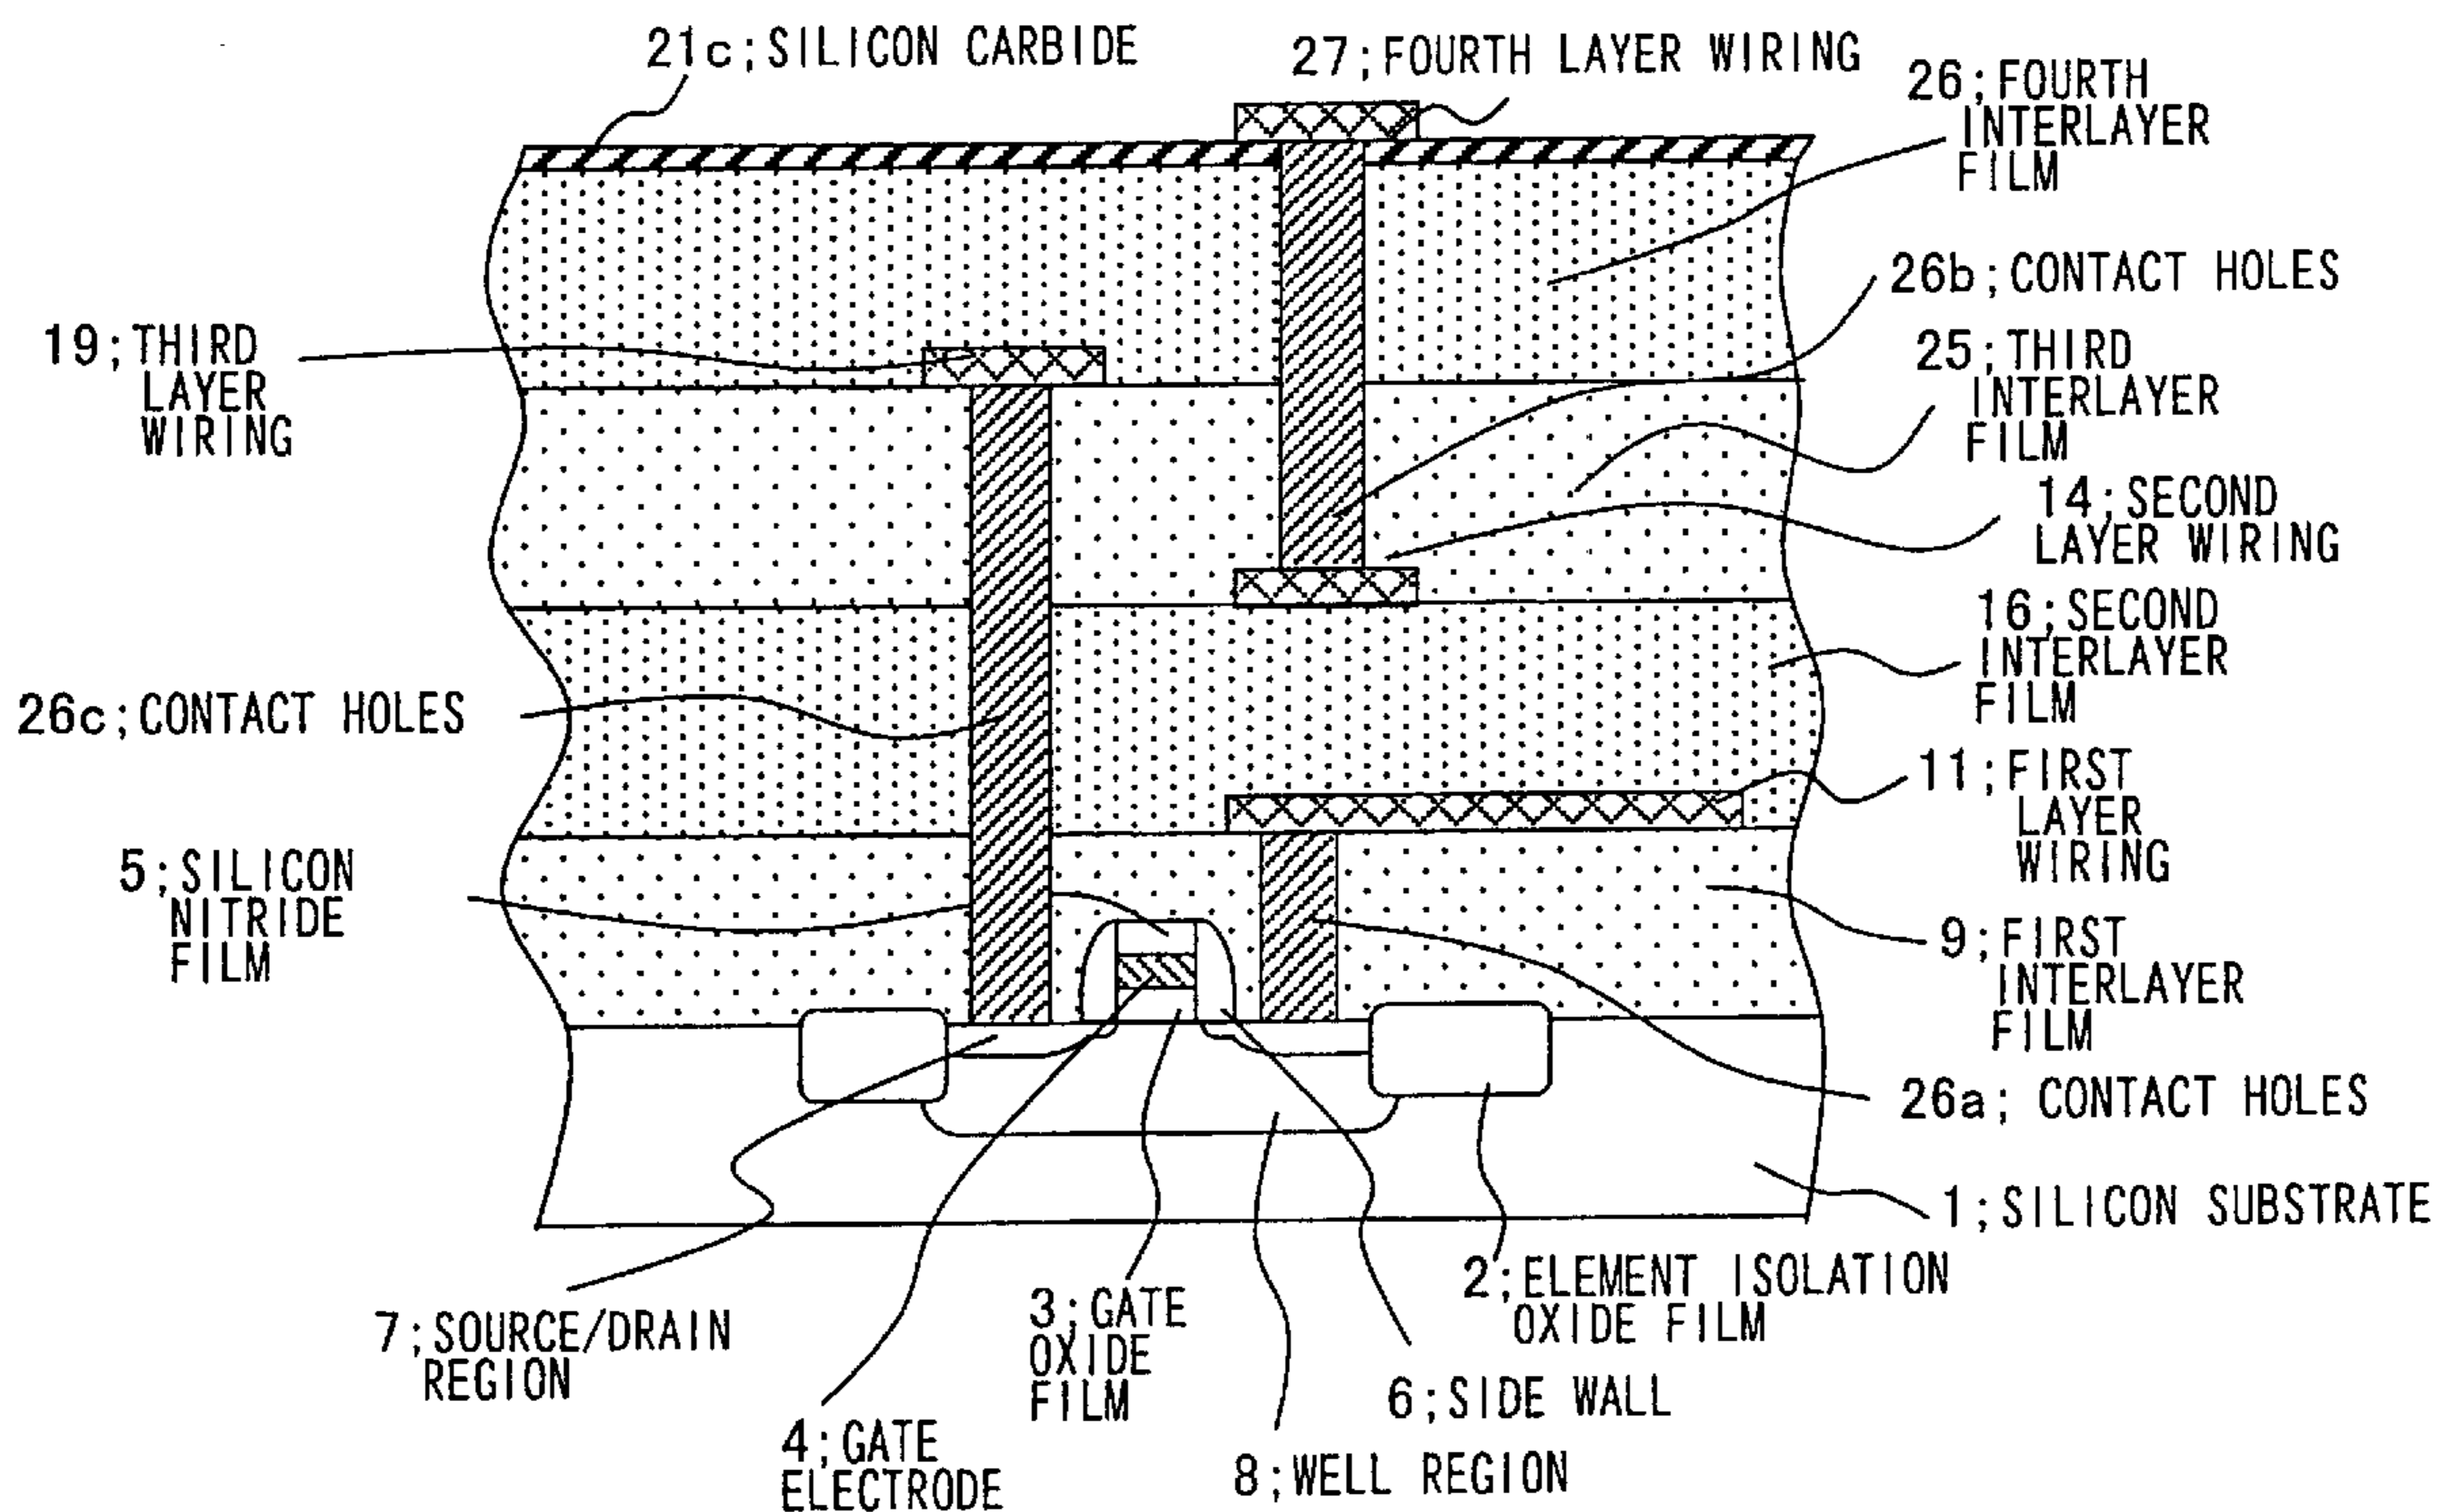 21c;SILICON CARBIDE
27;FOURTH LAYER WIRING
26;FOURTH
INTERLAYER
FILM
26b;CONTACT HOLES
19;THIRD
LAYER
WIRING
25;THIRD
INTERLAYER
FILM
14;SECOND
LAYER WIRING
16;SECOND
INTERLAYER
FILM
26c;CONTACT HOLES
11;FIRST
LAYER
WIRING
5;SILICON
NITRIDE
FILM
9;FIRST
INTERLAYER
FILM
26a; CONTACT HOLES
1;SILICON SUBSTRATE
2;ELEMENT ISOLATION
OXIDE FILM
7;SOURCE/DRAIN
REGION
3;GATE
OXIDE
FILM
6;SIDE WALL
4;GATE
ELECTRODE
8;WELL REGION